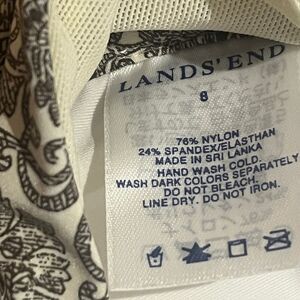 LANDS' END
8
76% NYLON
24% SPANDEX/ELASTHAN
MADE IN SRI LANKA
HAND WASH COLD.
WASH DARK COLORS SEPARATELY
DO NOT BLEACH.
LINE DRY. DO NOT IRON.